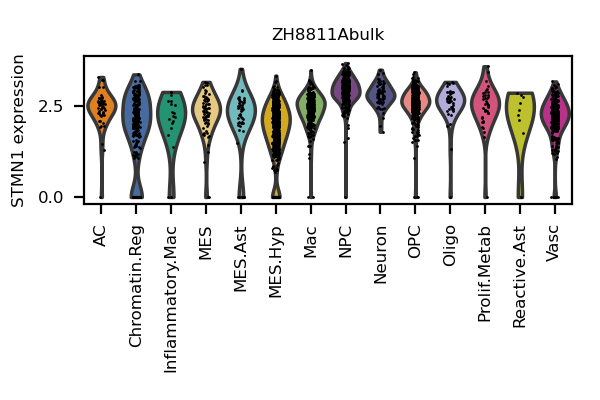 ZH8811Abulk
STMN1 expression
2.5
0.0
AC
Chromatin.Reg
Inflammatory.Mac
MES
MES.Ast
MES.Hyp
Mac
NPC
Neuron
OPC
Oligo
Prolif.Metab
Reactive.Ast
Vasc